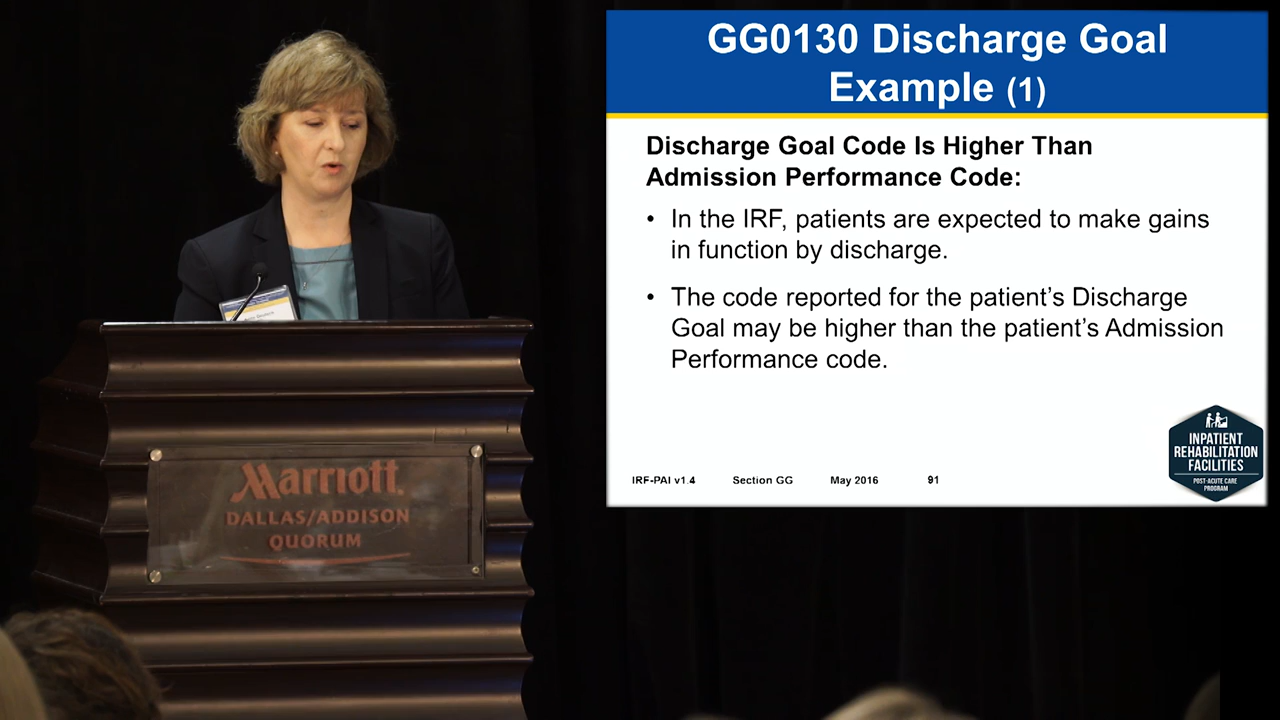 GG0130 Discharge Goal
Example (1)
Discharge Goal Code Is Higher Than
Admission Performance Code:
• In the IRF, patients are expected to make gains
in function by discharge.
• The code reported for the patient’s Discharge
Goal may be higher than the patient’s Admission
Performance code.
INPATIENT
REHABILITATION
FACILITIES
POST-ACUTE CARE
PROGRAM
IRF-PAI v1.4 Section GG May 2016 91
Marriott
DALLAS/ADDISON
QUORUM